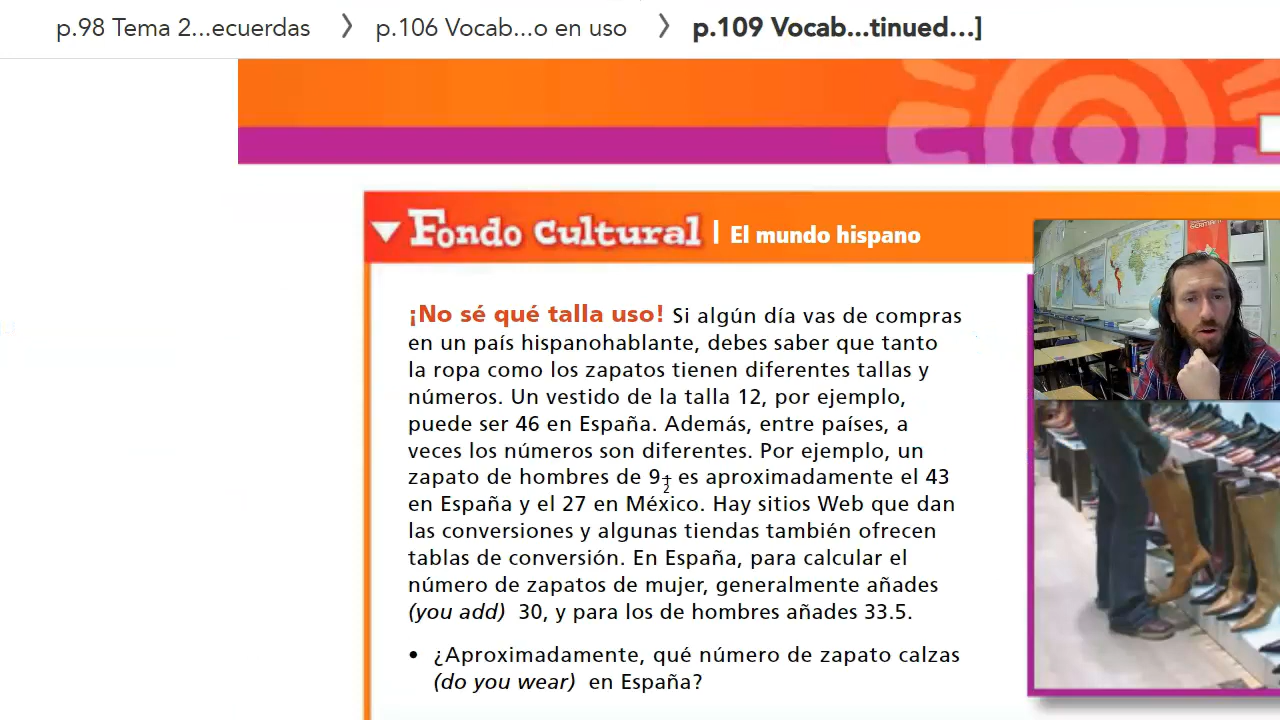 p.98 Tema 2...ecuerdas > p.106 Vocab...o en uso > p.109 Vocab...tinued...]
Fondo Cultural | El mundo hispano
¡No sé qué talla uso! Si algún día vas de compras
en un país hispanohablante, debes saber que tanto
la ropa como los zapatos tienen diferentes tallas y
números. Un vestido de la talla 12, por ejemplo,
puede ser 46 en España. Además, entre países, a
veces los números son diferentes. Por ejemplo, un
zapato de hombres de 9½ es aproximadamente el 43
en España y el 27 en México. Hay sitios Web que dan
las conversiones y algunas tiendas también ofrecen
tablas de conversión. En España, para calcular el
número de zapatos de mujer, generalmente añades
(you add) 30, y para los de hombres añades 33.5.
• ¿Aproximadamente, qué número de zapato calzas
(do you wear) en España?